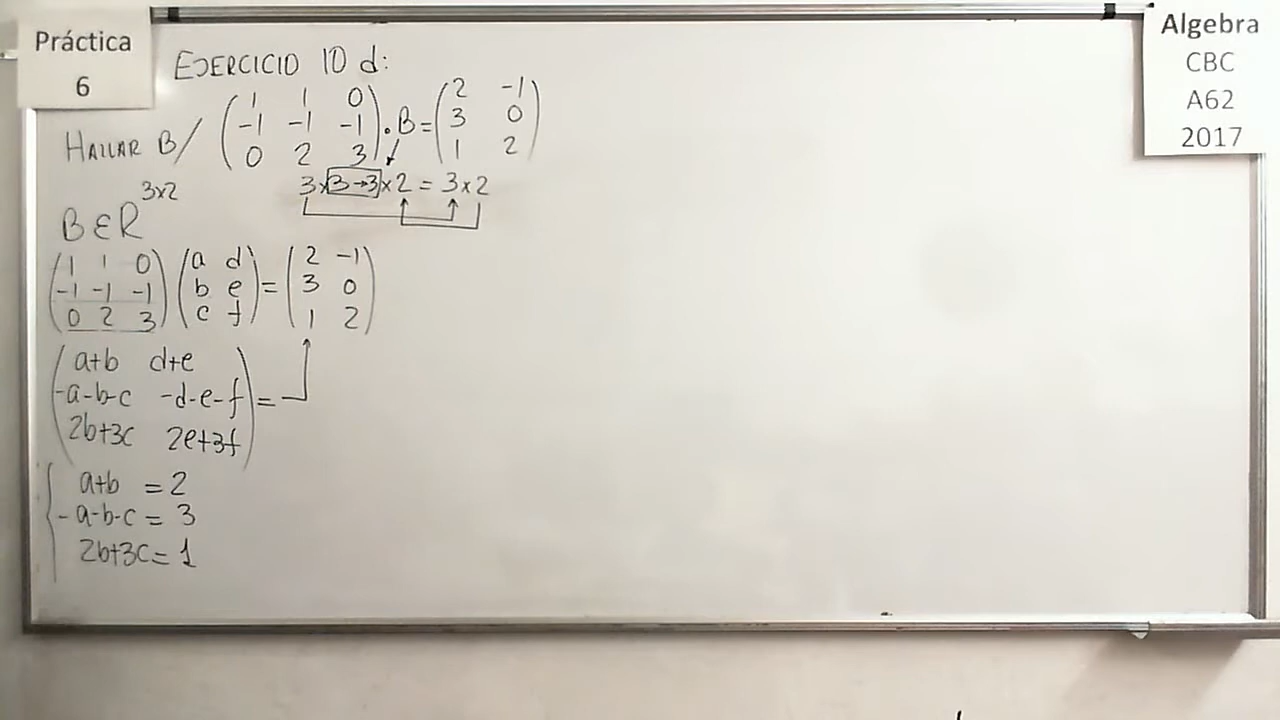 Práctica
6
Algebra
CBC
A62
2017
EJERCICIO 10 d:
HALLAR B/ (1 1 0; -1 -1 -1; 0 2 3) . B = (2 -1; 3 0; 1 2)
3x3→3x2 = 3x2
B ∈ R^3x2
(1 1 0; -1 -1 -1; 0 2 3) (a d; b e; c f) = (2 -1; 3 0; 1 2)
(a+b d+e; -a-b-c -d-e-f; 2b+3c 2e+3f) =
a+b = 2
-a-b-c = 3
2b+3c = 1